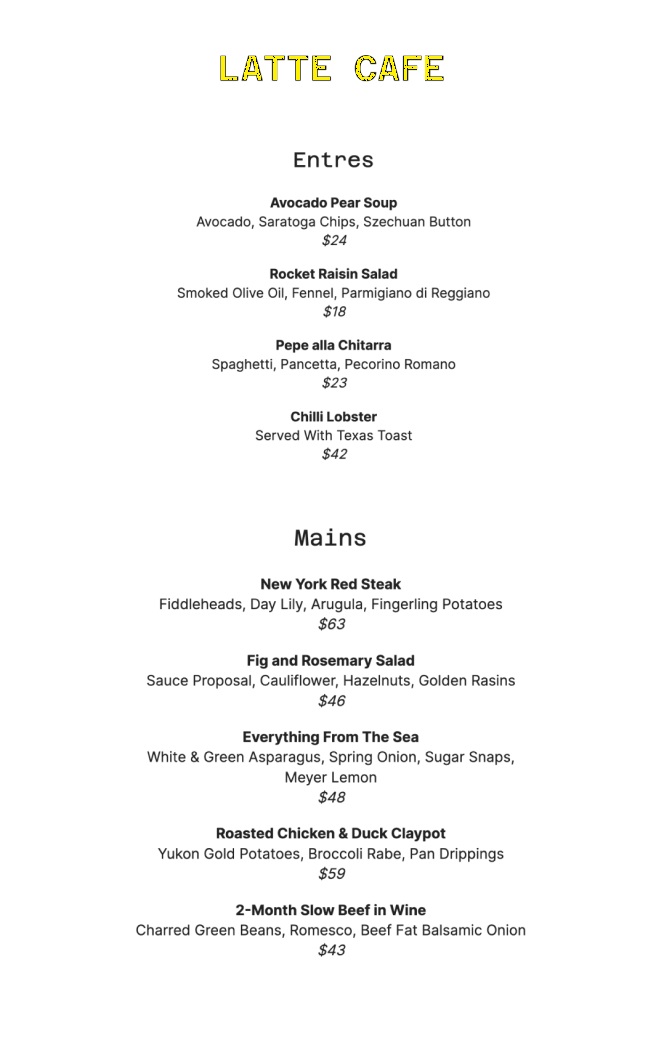 LATTE CAFE
Entres
Avocado Pear Soup
Avocado, Saratoga Chips, Szechuan Button
$24
Rocket Raisin Salad
Smoked Olive Oil, Fennel, Parmigiano di Reggiano
$18
Pepe alla Chitarra
Spaghetti, Pancetta, Pecorino Romano
$23
Chilli Lobster
Served With Texas Toast
$42
Mains
New York Red Steak
Fiddleheads, Day Lily, Arugula, Fingerling Potatoes
$63
Fig and Rosemary Salad
Sauce Proposal, Cauliflower, Hazelnuts, Golden Rasins
$46
Everything From The Sea
White & Green Asparagus, Spring Onion, Sugar Snaps,
Meyer Lemon
$48
Roasted Chicken & Duck Claypot
Yukon Gold Potatoes, Broccoli Rabe, Pan Drippings
$59
2-Month Slow Beef in Wine
Charred Green Beans, Romesco, Beef Fat Balsamic Onion
$43